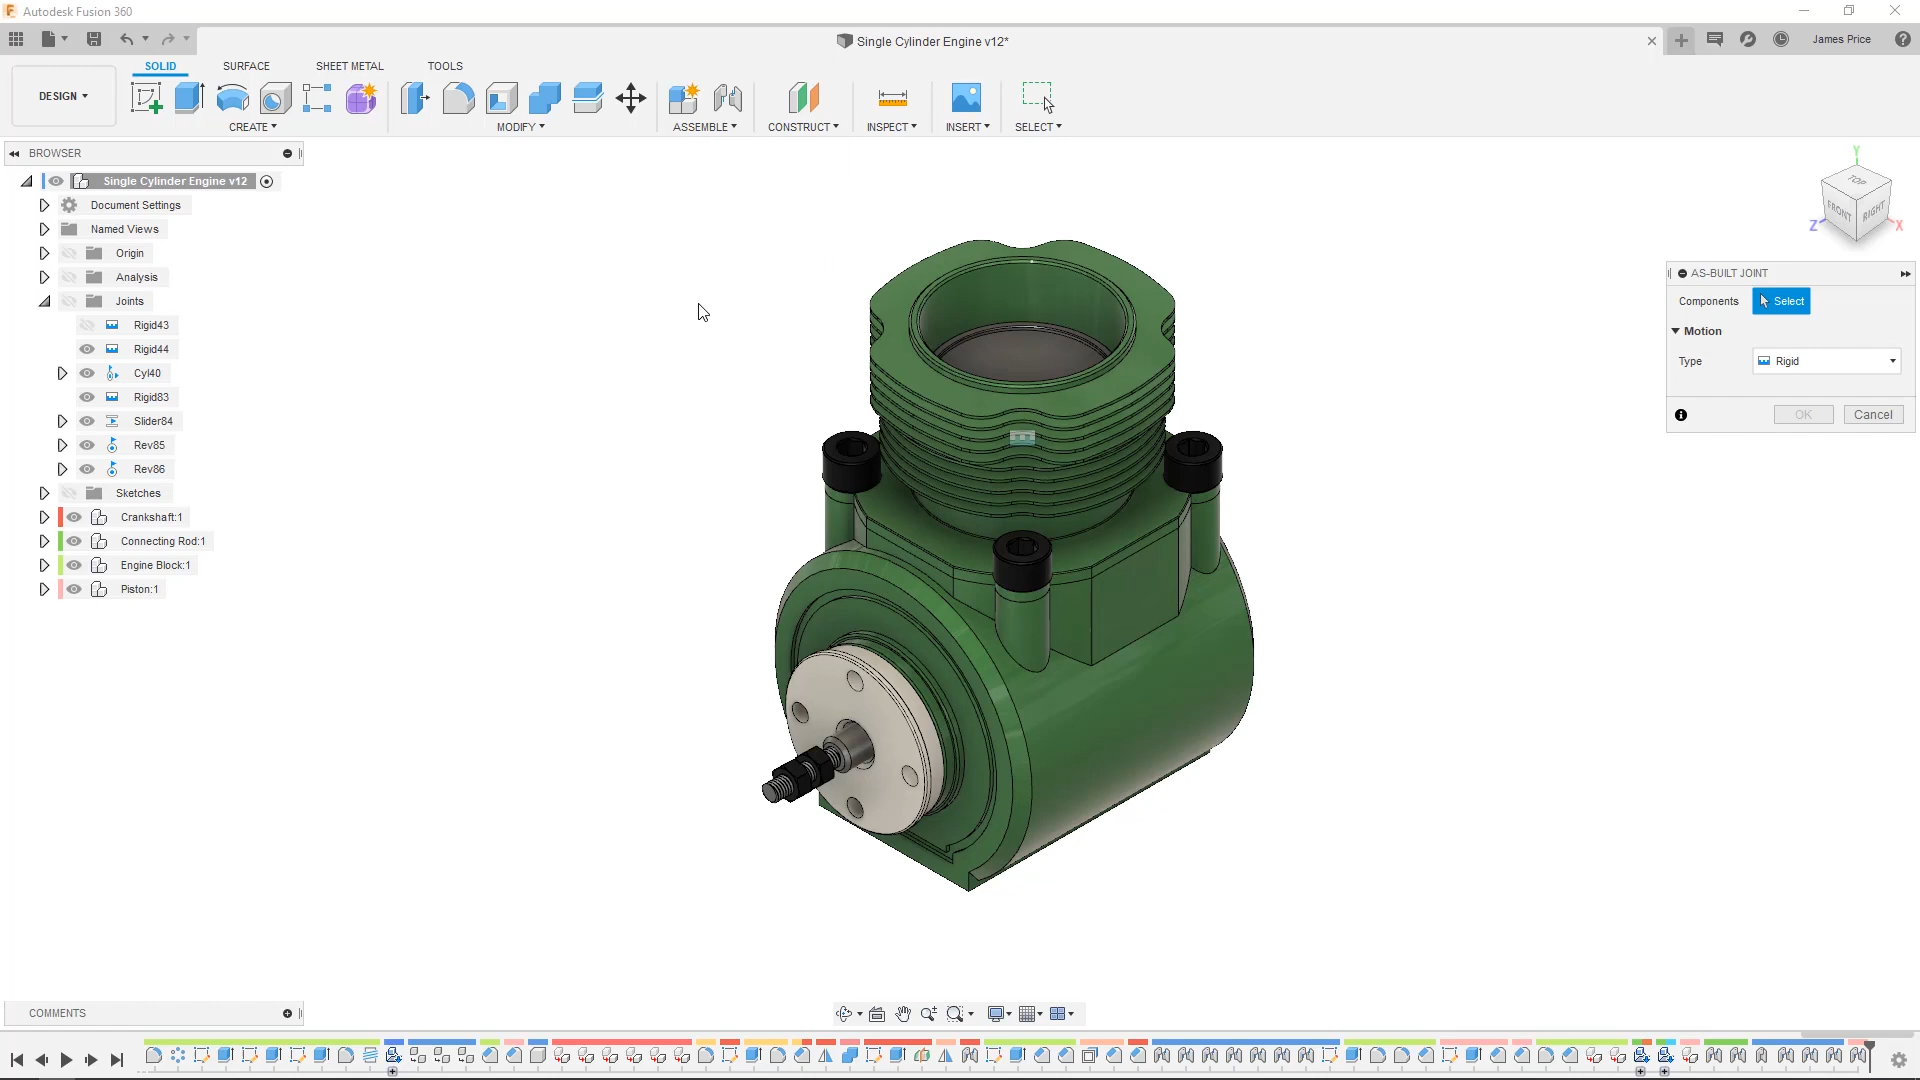 Autodesk Fusion 360
Single Cylinder Engine v12*
James Price
DESIGN
SOLID
SURFACE
SHEET METAL
TOOLS
CREATE
MODIFY
ASSEMBLE
CONSTRUCT
INSPECT
INSERT
SELECT
BROWSER
Single Cylinder Engine v12
Document Settings
Named Views
Origin
Analysis
Joints
Rigid43
Rigid44
Cyl40
Rigid83
Slider84
Rev85
Rev86
Sketches
Crankshaft:1
Connecting Rod:1
Engine Block:1
Piston:1
Y
TOP
FRONT
RIGHT
Z
X
AS-BUILT JOINT
Components
Select
Motion
Type
Rigid
OK
Cancel
COMMENTS